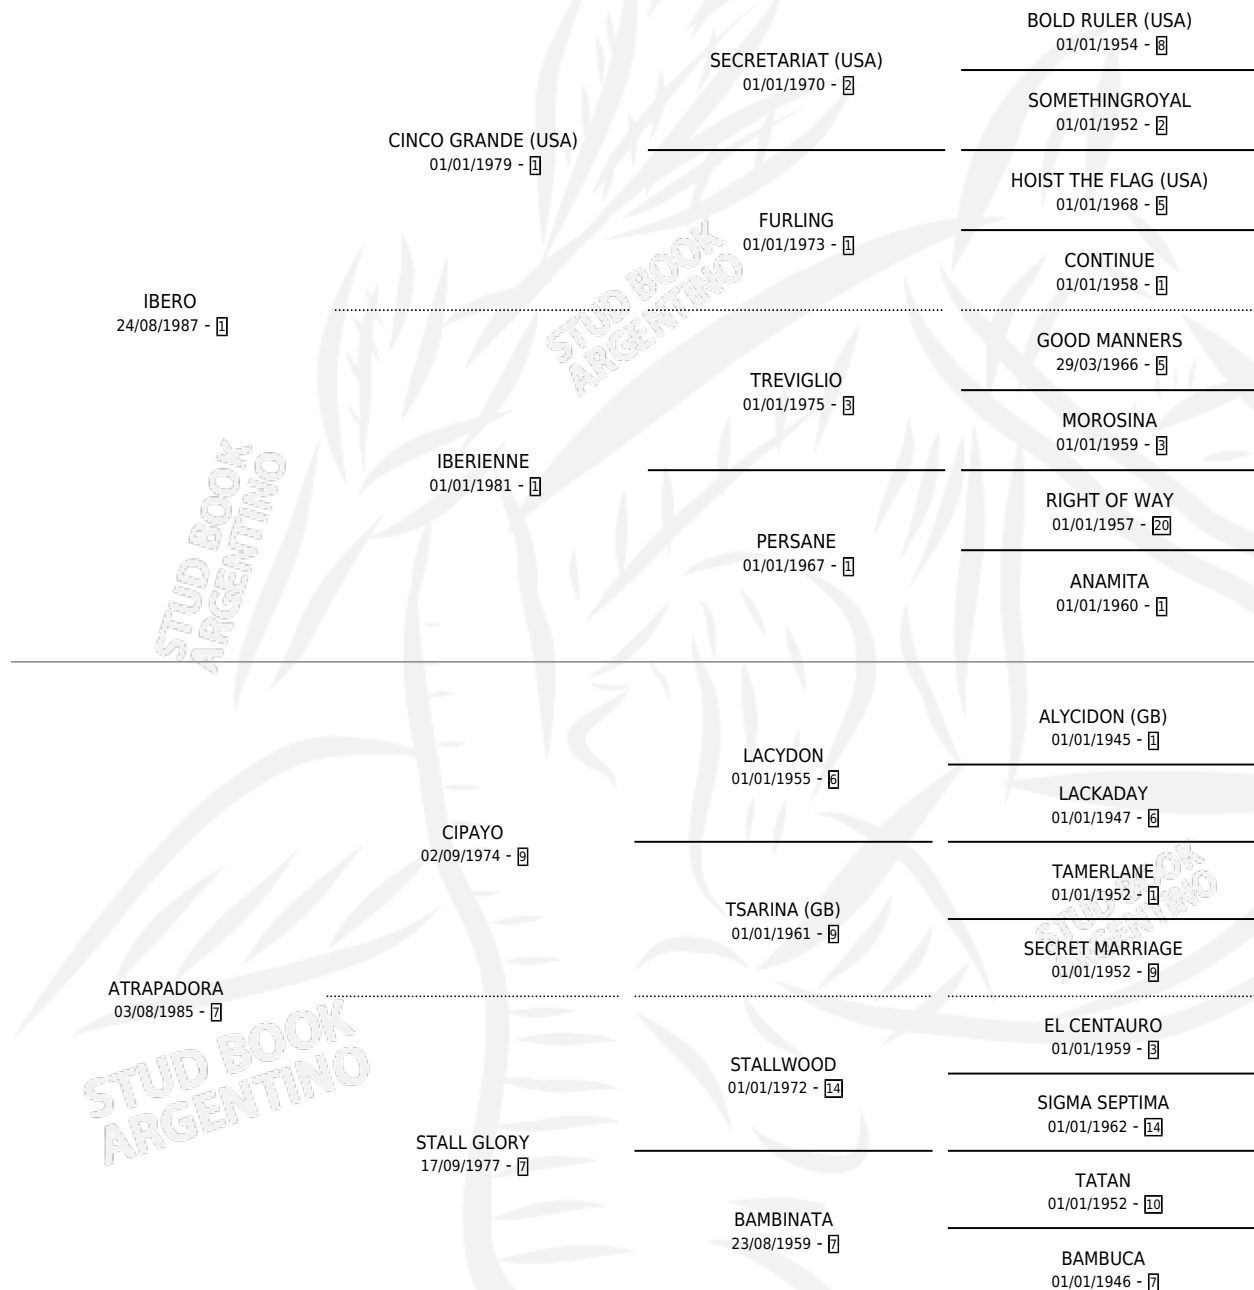 BOLD RULER (USA)
01/01/1954 - 8
SECRETARIAT (USA)
01/01/1970 - 2
SOMETHINGROYAL
01/01/1952 - 2
CINCO GRANDE (USA)
01/01/1979 - 1
HOIST THE FLAG (USA)
01/01/1968 - 5
FURLING
01/01/1973 - 1
CONTINUE
01/01/1958 - 1
IBERO
24/08/1987 - 1
GOOD MANNERS
29/03/1966 - 5
TREVIGLIO
01/01/1975 - 3
MOROSINA
01/01/1959 - 3
IBERIENNE
01/01/1981 - 1
RIGHT OF WAY
01/01/1957 - 20
PERSANE
01/01/1967 - 1
ANAMITA
01/01/1960 - 1
ALYCIDON (GB)
01/01/1945 - 1
LACYDON
01/01/1955 - 6
LACKADAY
01/01/1947 - 6
CIPAYO
02/09/1974 - 9
TAMERLANE
01/01/1952 - 1
TSARINA (GB)
01/01/1961 - 9
SECRET MARRIAGE
01/01/1952 - 9
ATRAPADORA
03/08/1985 - 7
EL CENTAURO
01/01/1959 - 3
STALLWOOD
01/01/1972 - 14
SIGMA SEPTIMA
01/01/1962 - 14
STALL GLORY
17/09/1977 - 7
TATAN
01/01/1952 - 10
BAMBINATA
23/08/1959 - 7
BAMBUCA
01/01/1946 - 7
STUD BOOK
ARGENTINO
STUD BOOK
ARGENTINO
STUD BOOK
ARGENTINO
STUD BOOK
ARGENTINO